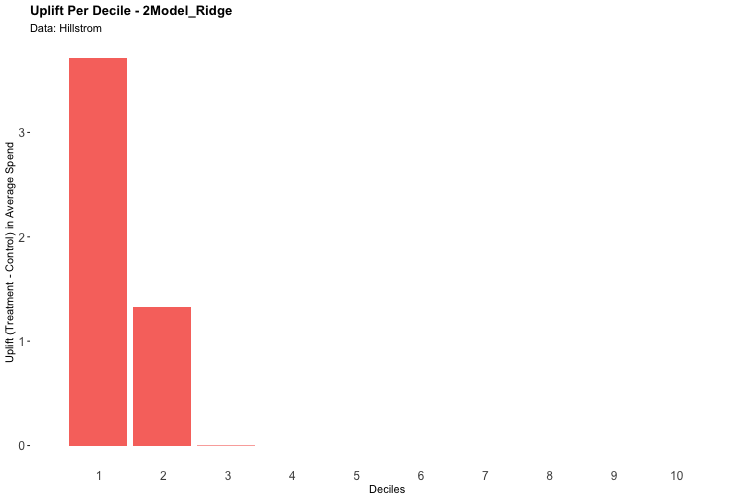 Uplift Per Decile - 2Model_Ridge
Data: Hillstrom
Uplift (Treatment - Control) in Average Spend
3
2
1
0
1 2 3 4 5 6 7 8 9 10
Deciles